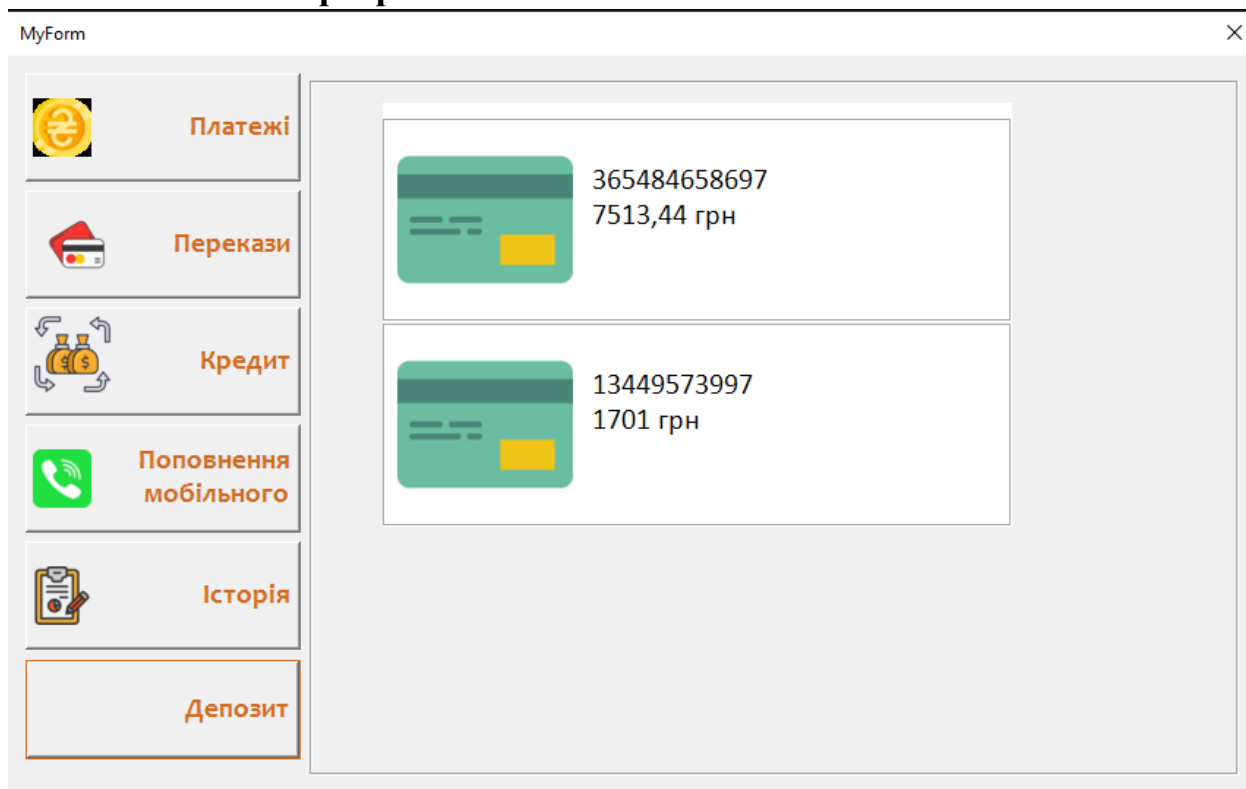 MyForm
Платежі
Перекази
Кредит
Поповнення
мобільного
Історія
Депозит
365484658697
7513,44 грн
13449573997
1701 грн